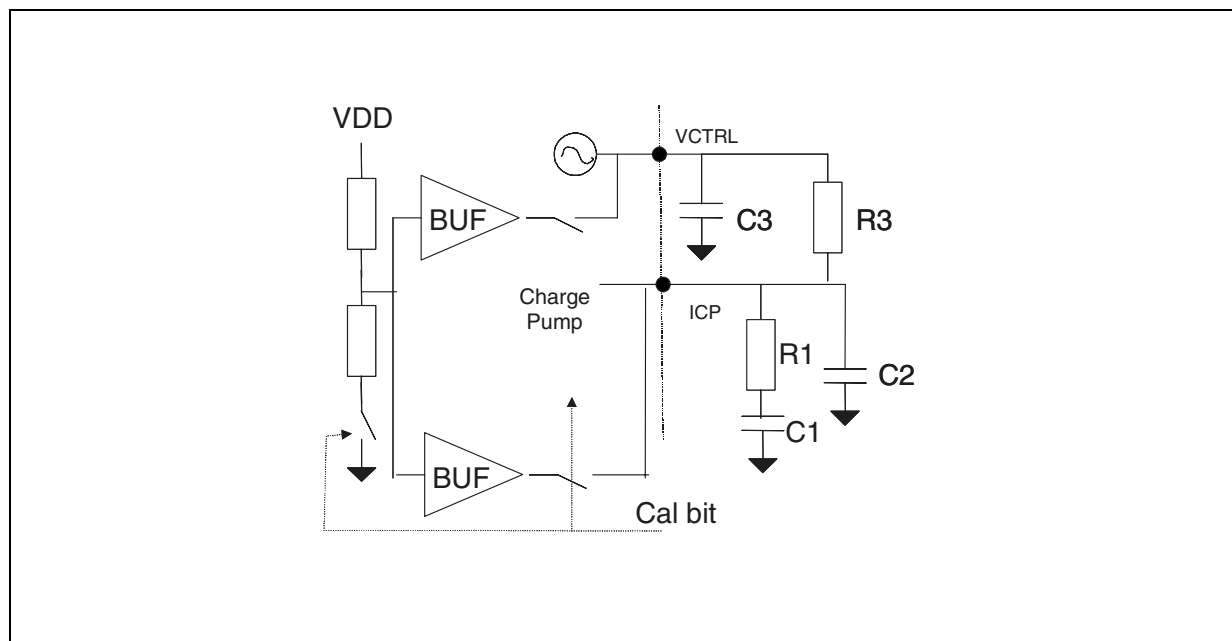 VDD
VCTRL
BUF
C3
R3
Charge
Pump
ICP
R1
C2
C1
BUF
Cal bit